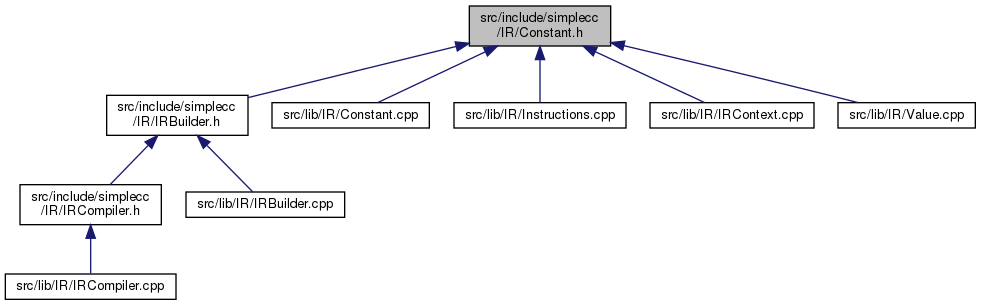 src/include/simplecc
/IR/Constant.h
src/include/simplecc
/IR/IRBuilder.h
src/lib/IR/Constant.cpp
src/lib/IR/Instructions.cpp
src/lib/IR/IRContext.cpp
src/lib/IR/Value.cpp
src/include/simplecc
/IR/IRCompiler.h
src/lib/IR/IRBuilder.cpp
src/lib/IR/IRCompiler.cpp